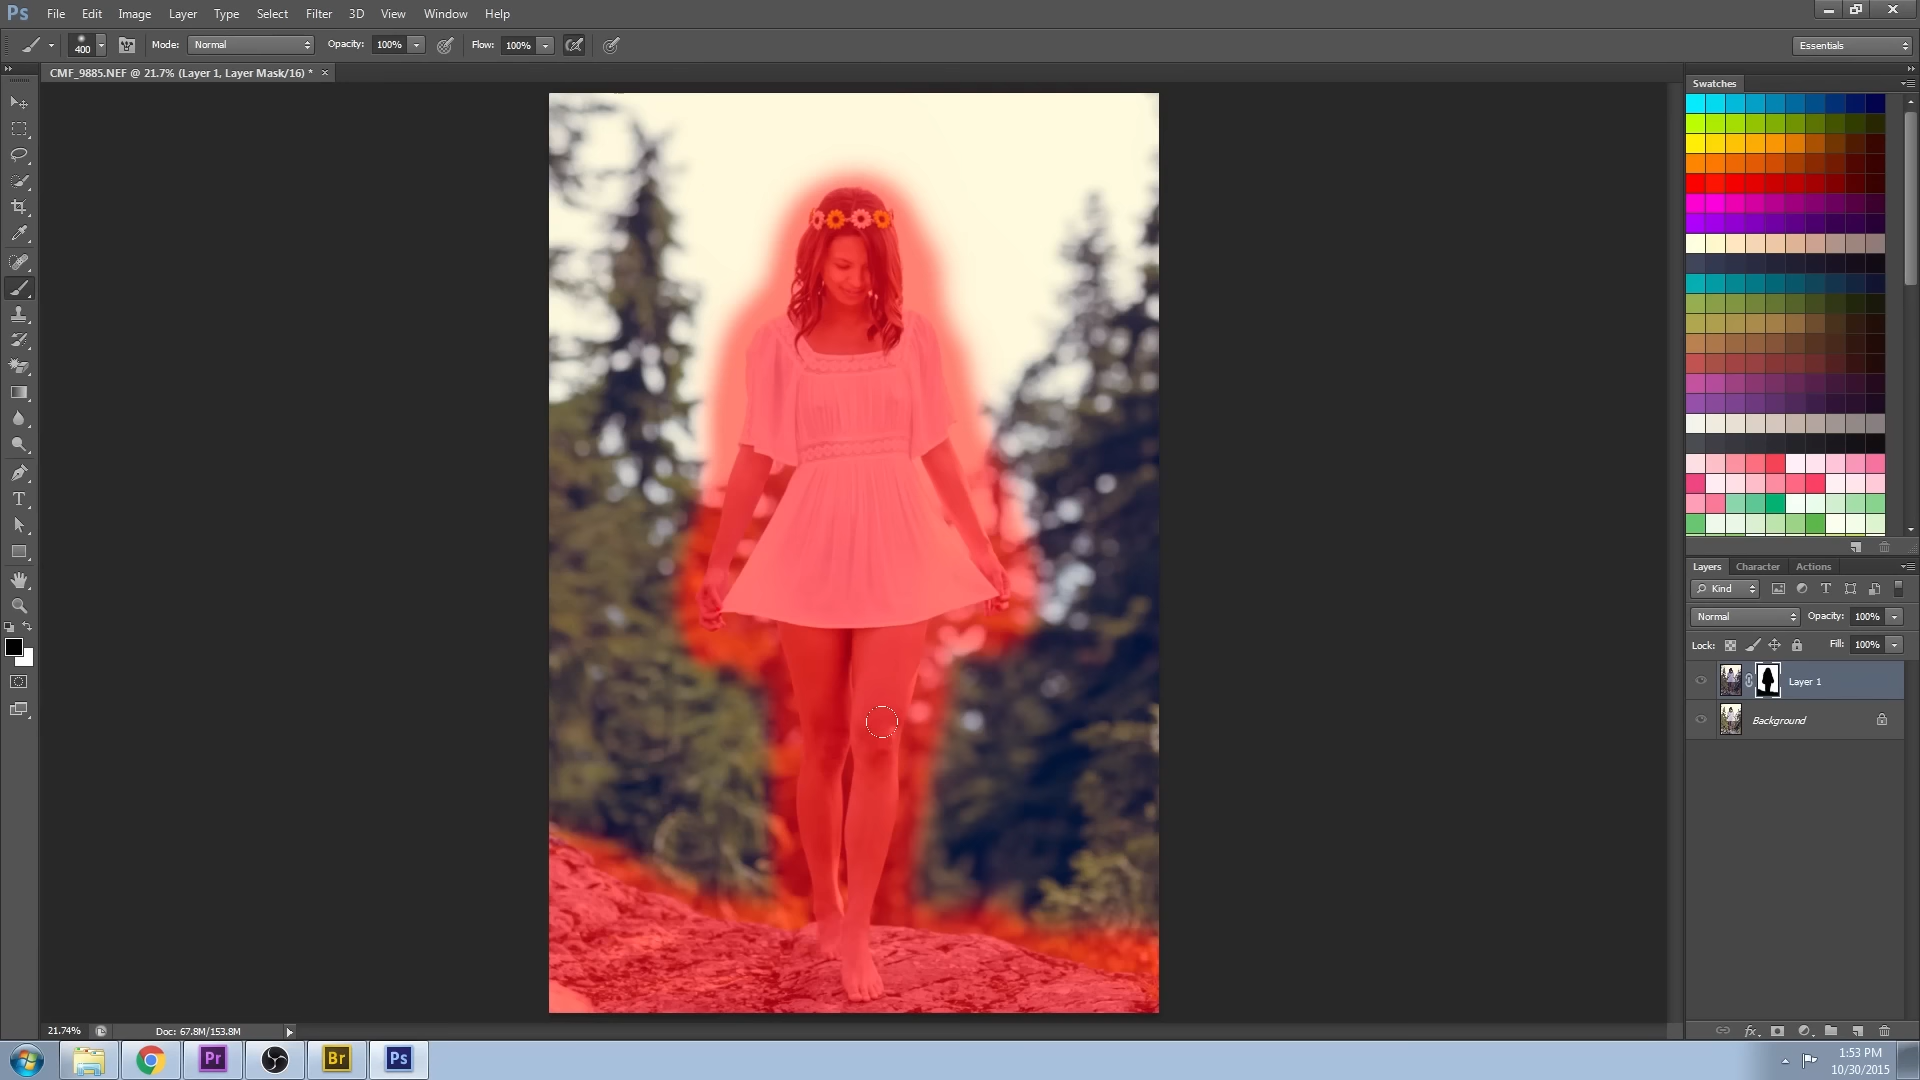 Ps File Edit Image Layer Type Select Filter 3D View Window Help
400 Mode: Normal Opacity: 100% Flow: 100% Essentials
CMF_9885.NEF @ 21.7% (Layer 1, Layer Mask/16) * ×
Swatches
Layers Character Actions
Kind
Normal Opacity: 100%
Lock: Fill: 100%
Layer 1
Background
21.74% Doc: 67.8M/153.8M
Pr Br Ps
1:53 PM
10/30/2015